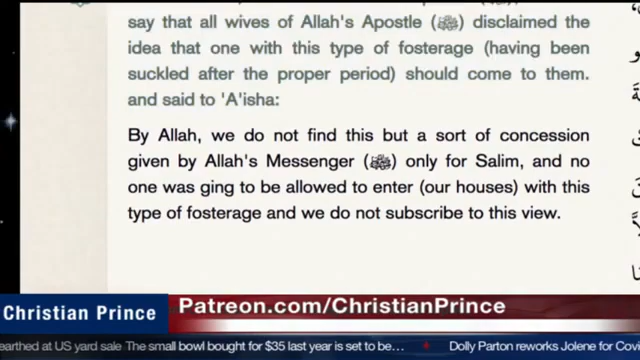 say that all wives of Allah's Apostle (ﷺ) disclaimed the
idea that one with this type of fosterage (having been
suckled after the proper period) should come to them.
and said to 'A'isha:
By Allah, we do not find this but a sort of concession
given by Allah's Messenger (ﷺ) only for Salim, and no
one was ging to be allowed to enter (our houses) with this
type of fosterage and we do not subscribe to this view.
Christian Prince
Patreon.com/ChristianPrince
earthed at US yard sale The small bowl bought for $35 last year is set to be… Dolly Parton reworks Jolene for Covi